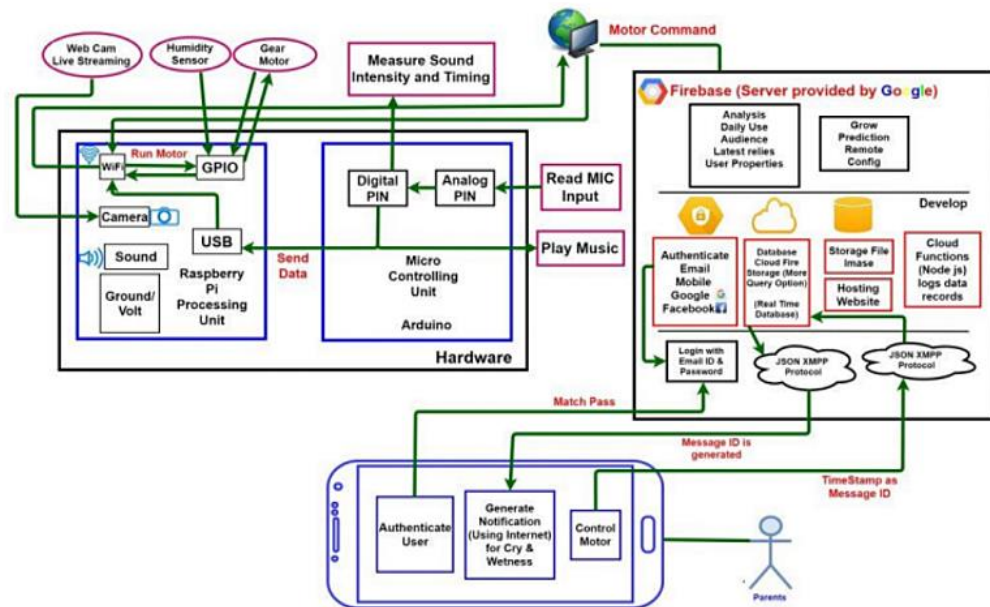 Web Cam
Live Streaming
Humidity
Sensor
Gear
Motor
Measure Sound
Intensity and Timing
Motor Command
Firebase (Server provided by Google)
Analysis
Daily Use
Audience
Latest relies
User Properties
Grow
Prediction
Remote
Config
Develop
WiFi
Run Motor
GPIO
Camera
USB
Sound
Ground/
Volt
Raspberry
Pi
Processing
Unit
Send
Data
Digital
PIN
Analog
PIN
Micro
Controlling
Unit
Arduino
Hardware
Read MIC
Input
Play Music
Authenticate
Email
Mobile
Google G
Facebook f
Database
Cloud Fire
Storage (More
Query Option)
(Real Time
Database)
Storage File
Imase
Hosting
Website
Cloud
Functions
(Node js)
logs data
records
Login with
Email ID &
Password
JSON XMPP
Protocol
JSON XMPP
Protocol
Match Pass
Message ID is
generated
TimeStamp as
Message ID
Authenticate
User
Generate
Notification
(Using Internet)
for Cry &
Wetness
Control
Motor
Parents